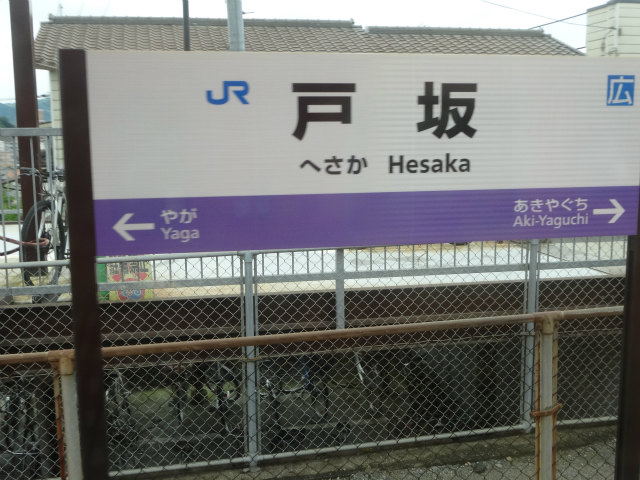 JR 戸坂 広
へさか Hesaka
← やが
Yaga
あきやぐち →
Aki-Yaguchi